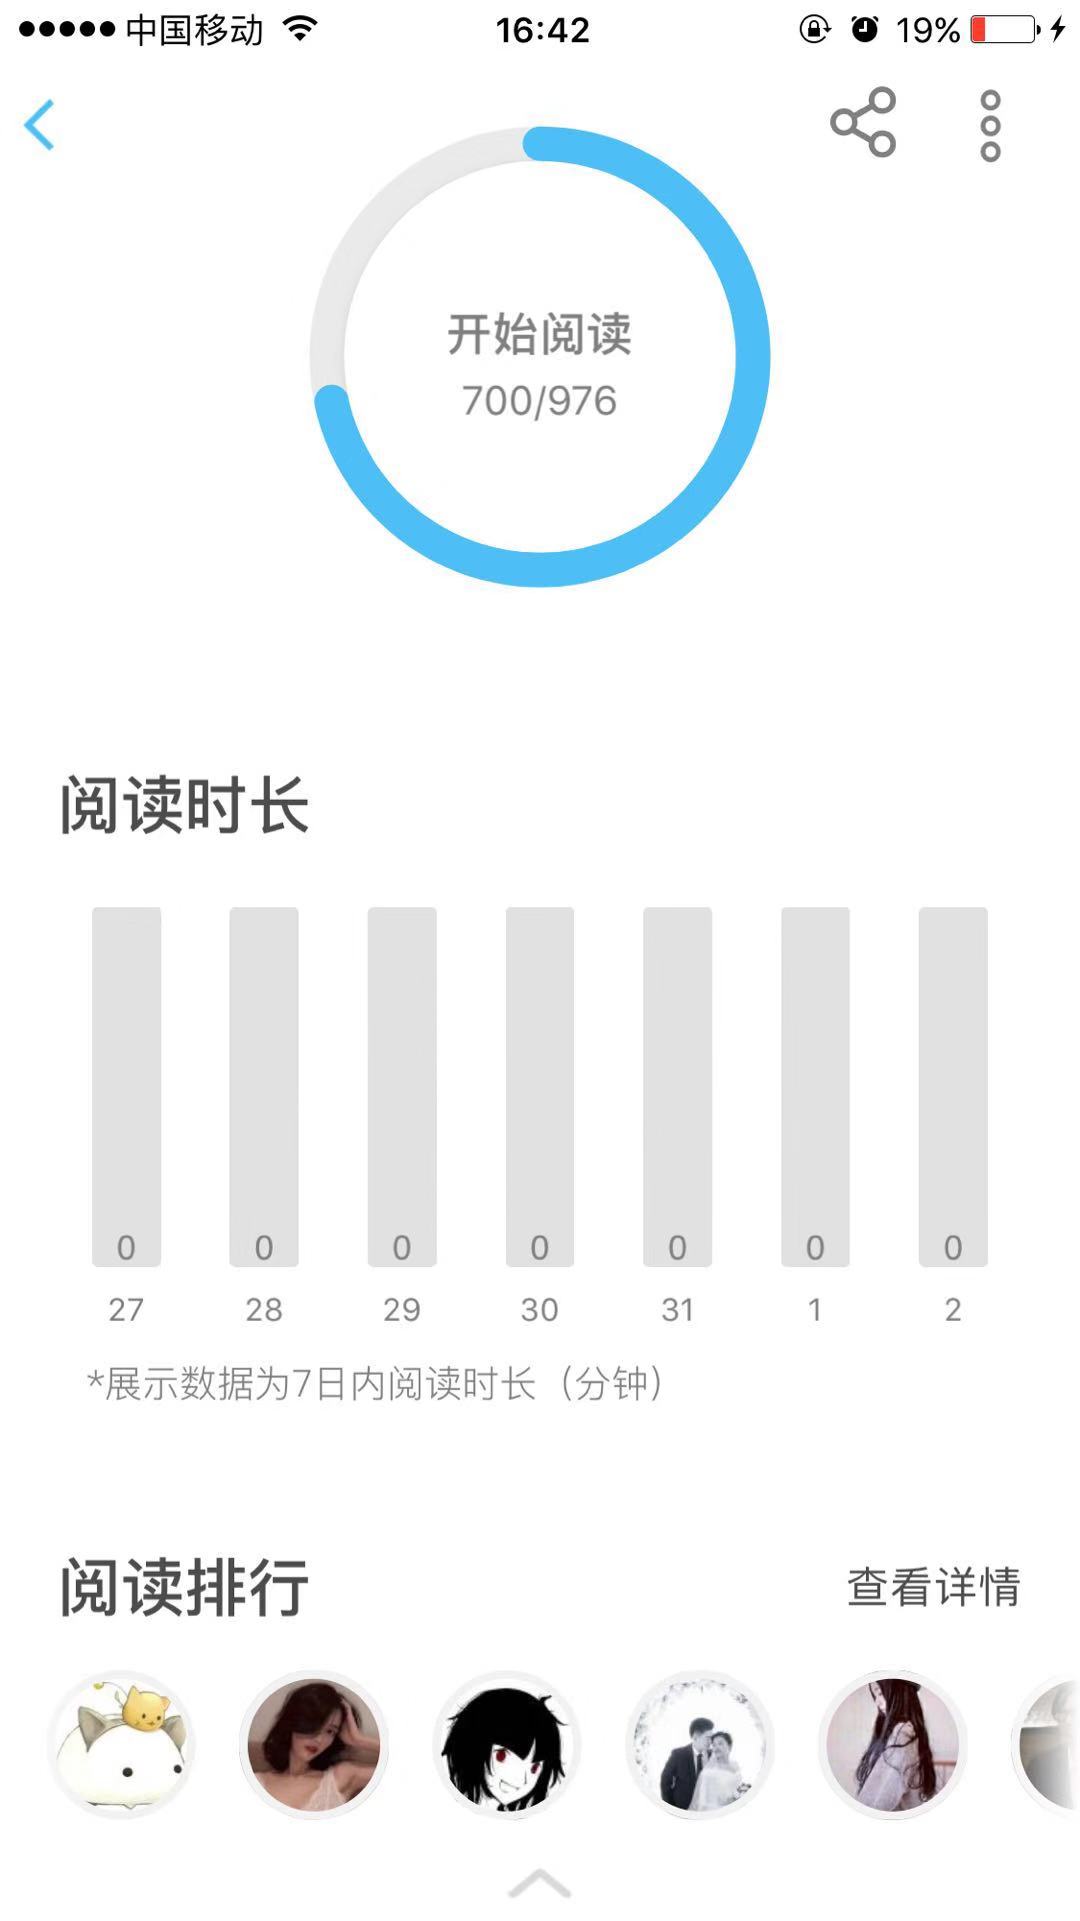 中国移动 16:42 19%
开始阅读
700/976
阅读时长
0 0 0 0 0 0 0
27 28 29 30 31 1 2
*展示数据为7日内阅读时长（分钟）
阅读排行 查看详情